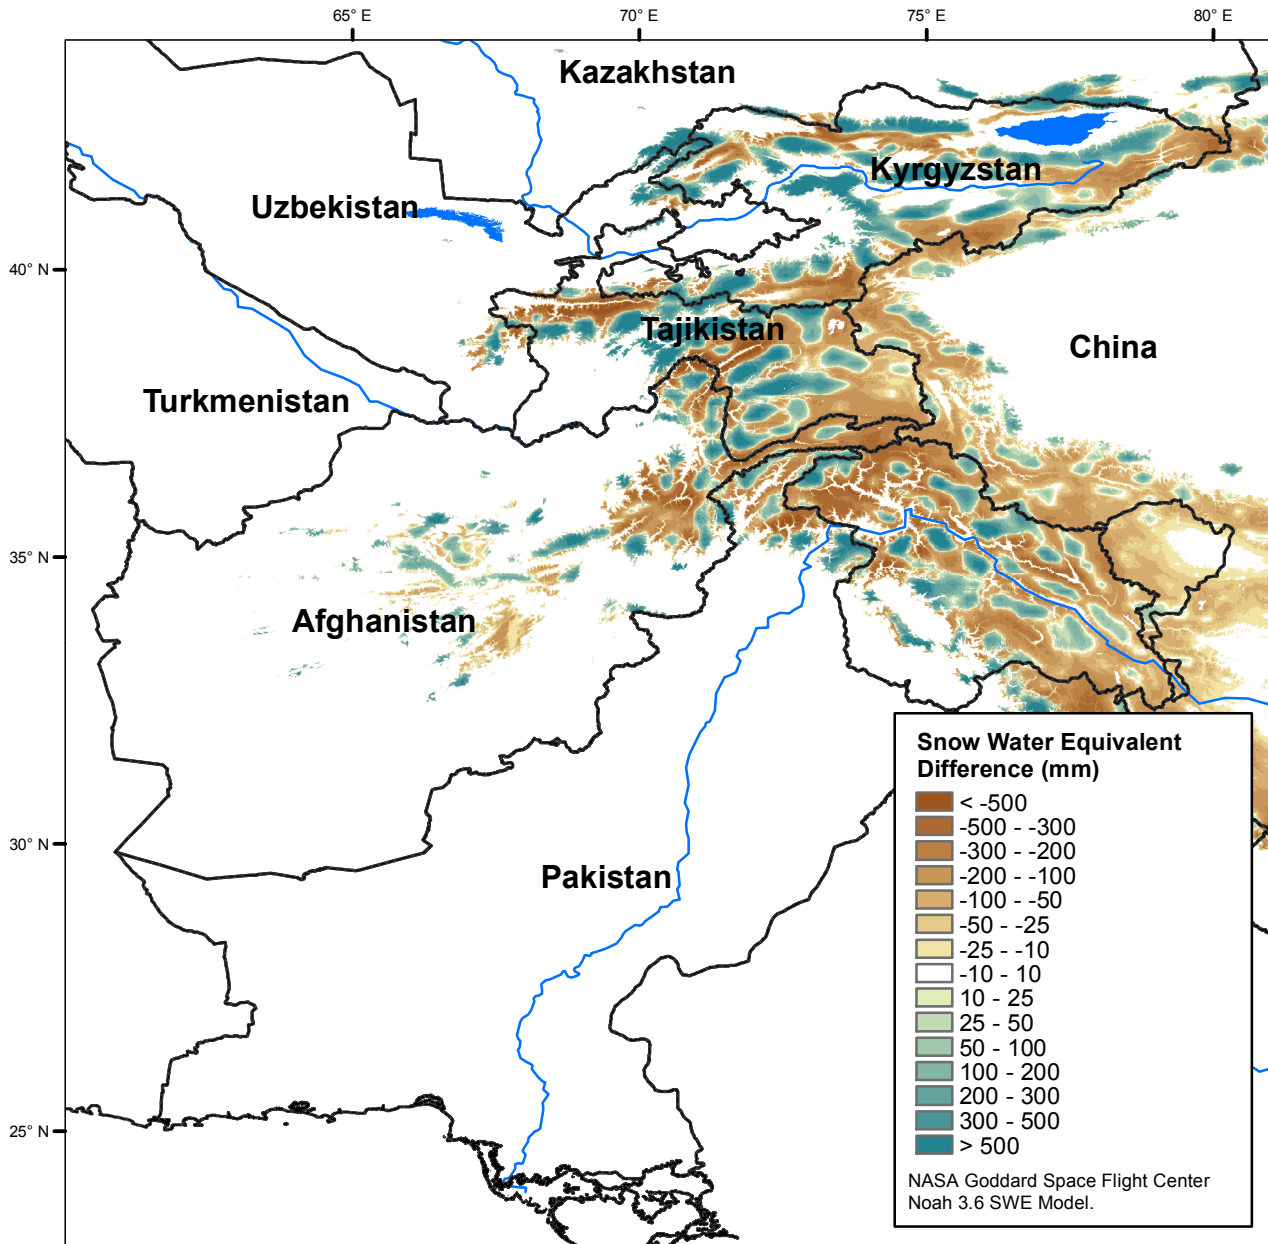 65° E
70° E
75° E
80° E
Kazakhstan
Kyrgyzstan
Uzbekistan
40° N
Tajikistan
China
Turkmenistan
35° N
Afghanistan
30° N
Pakistan
25° N
Snow Water Equivalent
Difference (mm)
< -500
-500 - -300
-300 - -200
-200 - -100
-100 - -50
-50 - -25
-25 - -10
-10 - 10
10 - 25
25 - 50
50 - 100
100 - 200
200 - 300
300 - 500
> 500
NASA Goddard Space Flight Center
Noah 3.6 SWE Model.